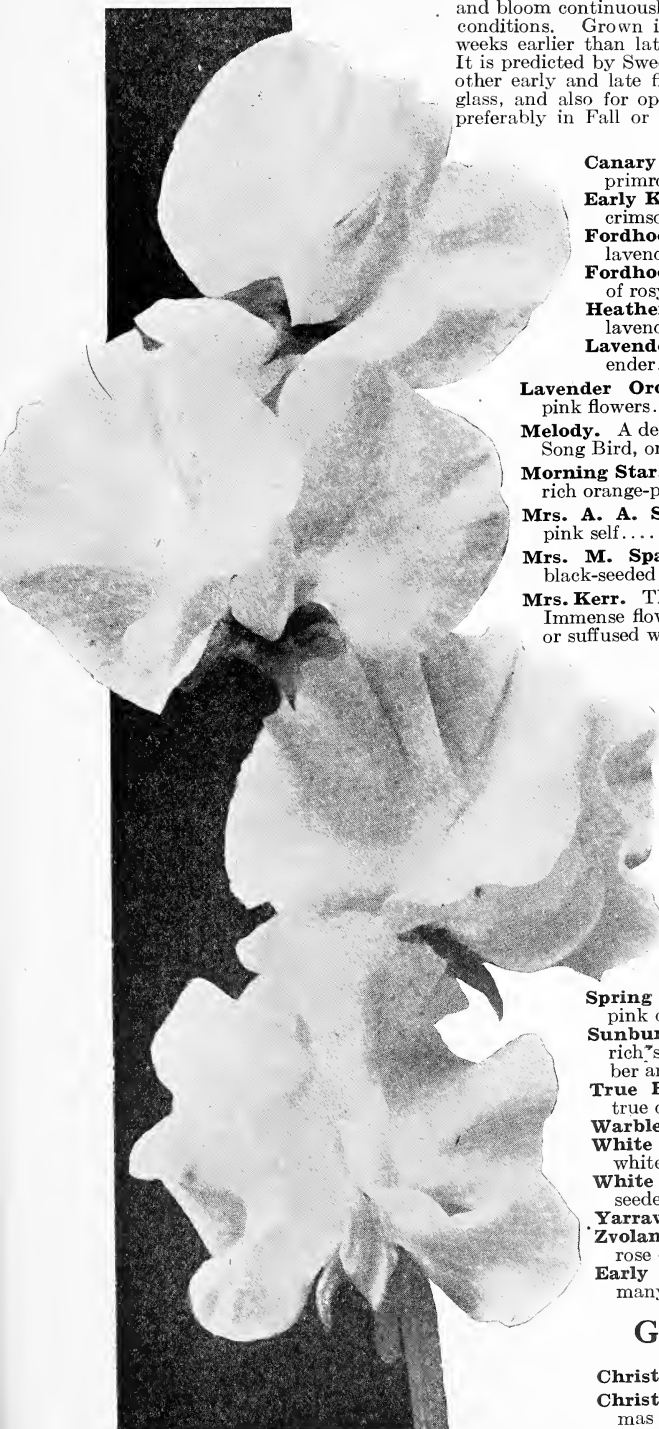 and bloom continuously
conditions. Grown i
weeks earlier than lat
It is predicted by Swe
other early and late fl
glass, and also for op
preferably in Fall or
Canary
primro
Early K
crimso
Fordhoo
lavend
Fordhoo
of rosy
Heather
lavend
Lavende
ender.
Lavender Orc
pink flowers..
Melody. A de
Song Bird, or
Morning Star.
rich orange-p
Mrs. A. A. S
pink self....
Mrs. M. Spa
black-seeded
Mrs. Kerr. Th
Immense flow
or suffused w
Spring
pink o
Sunbur
rich s
ber an
True B
true o
Warble
White
white
White
seede
Yarraw
Zvolan
rose
Early
many
G
Christ
Christ
mas